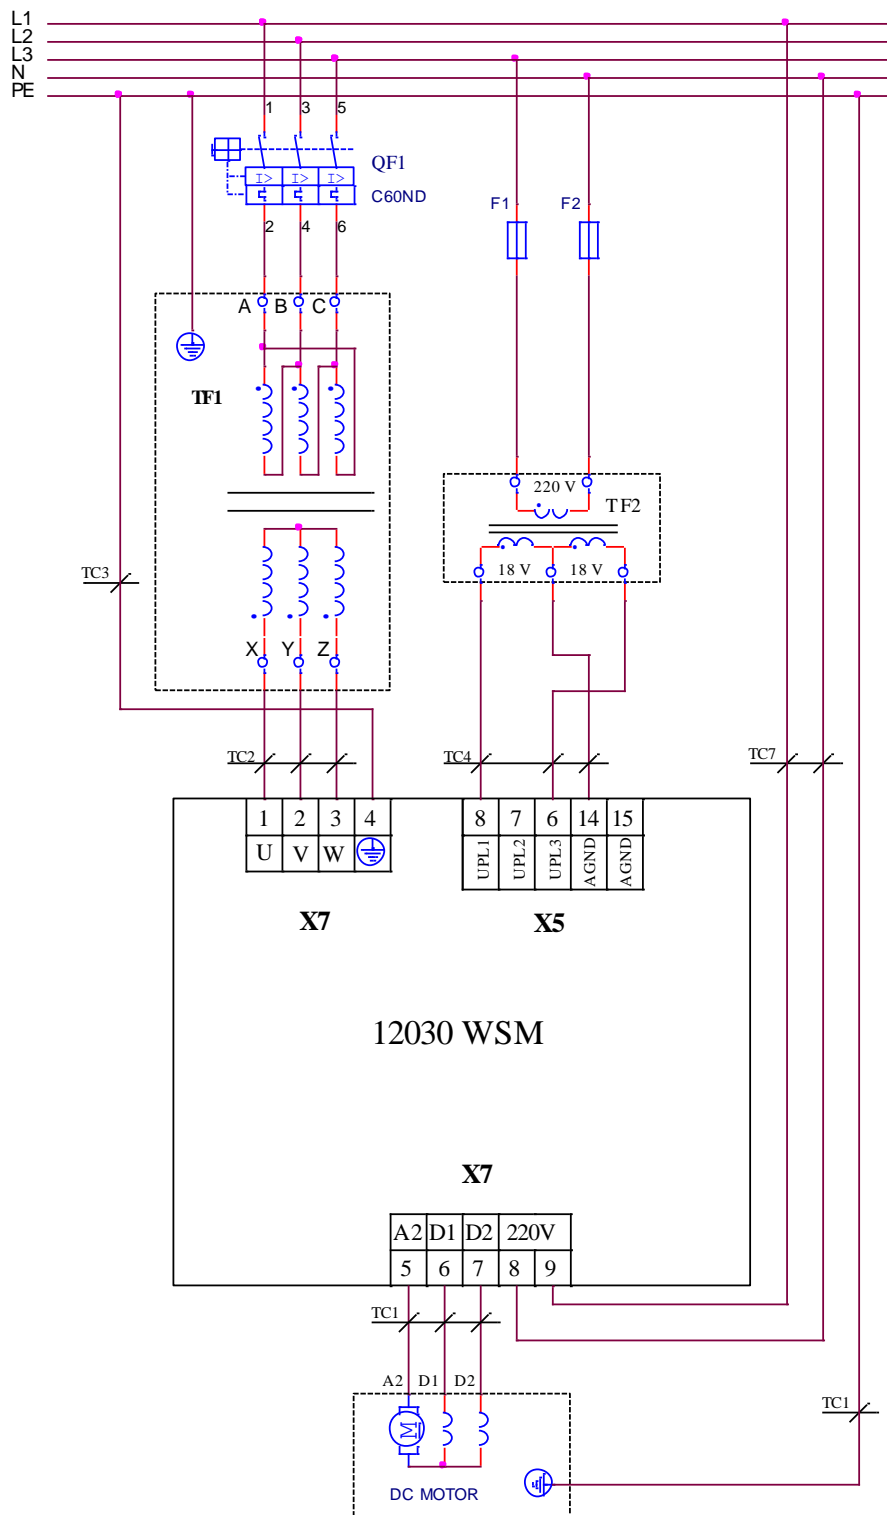 L1
L2
L3
N
PE
1 3 5
QF1
I> I> I>
C60ND
2 4 6
F1 F2
A B C
TF1
220 V
TF2
18 V 18 V
TC3
X Y Z
TC2 TC4 TC7
1 2 3 4
U V W
8 7 6 14 15
UPL1 UPL2 UPL3 AGND AGND
X7 X5
12030 WSM
X7
A2 D1 D2 220V
5 6 7 8 9
TC1
A2 D1 D2
TC1
M
DC MOTOR